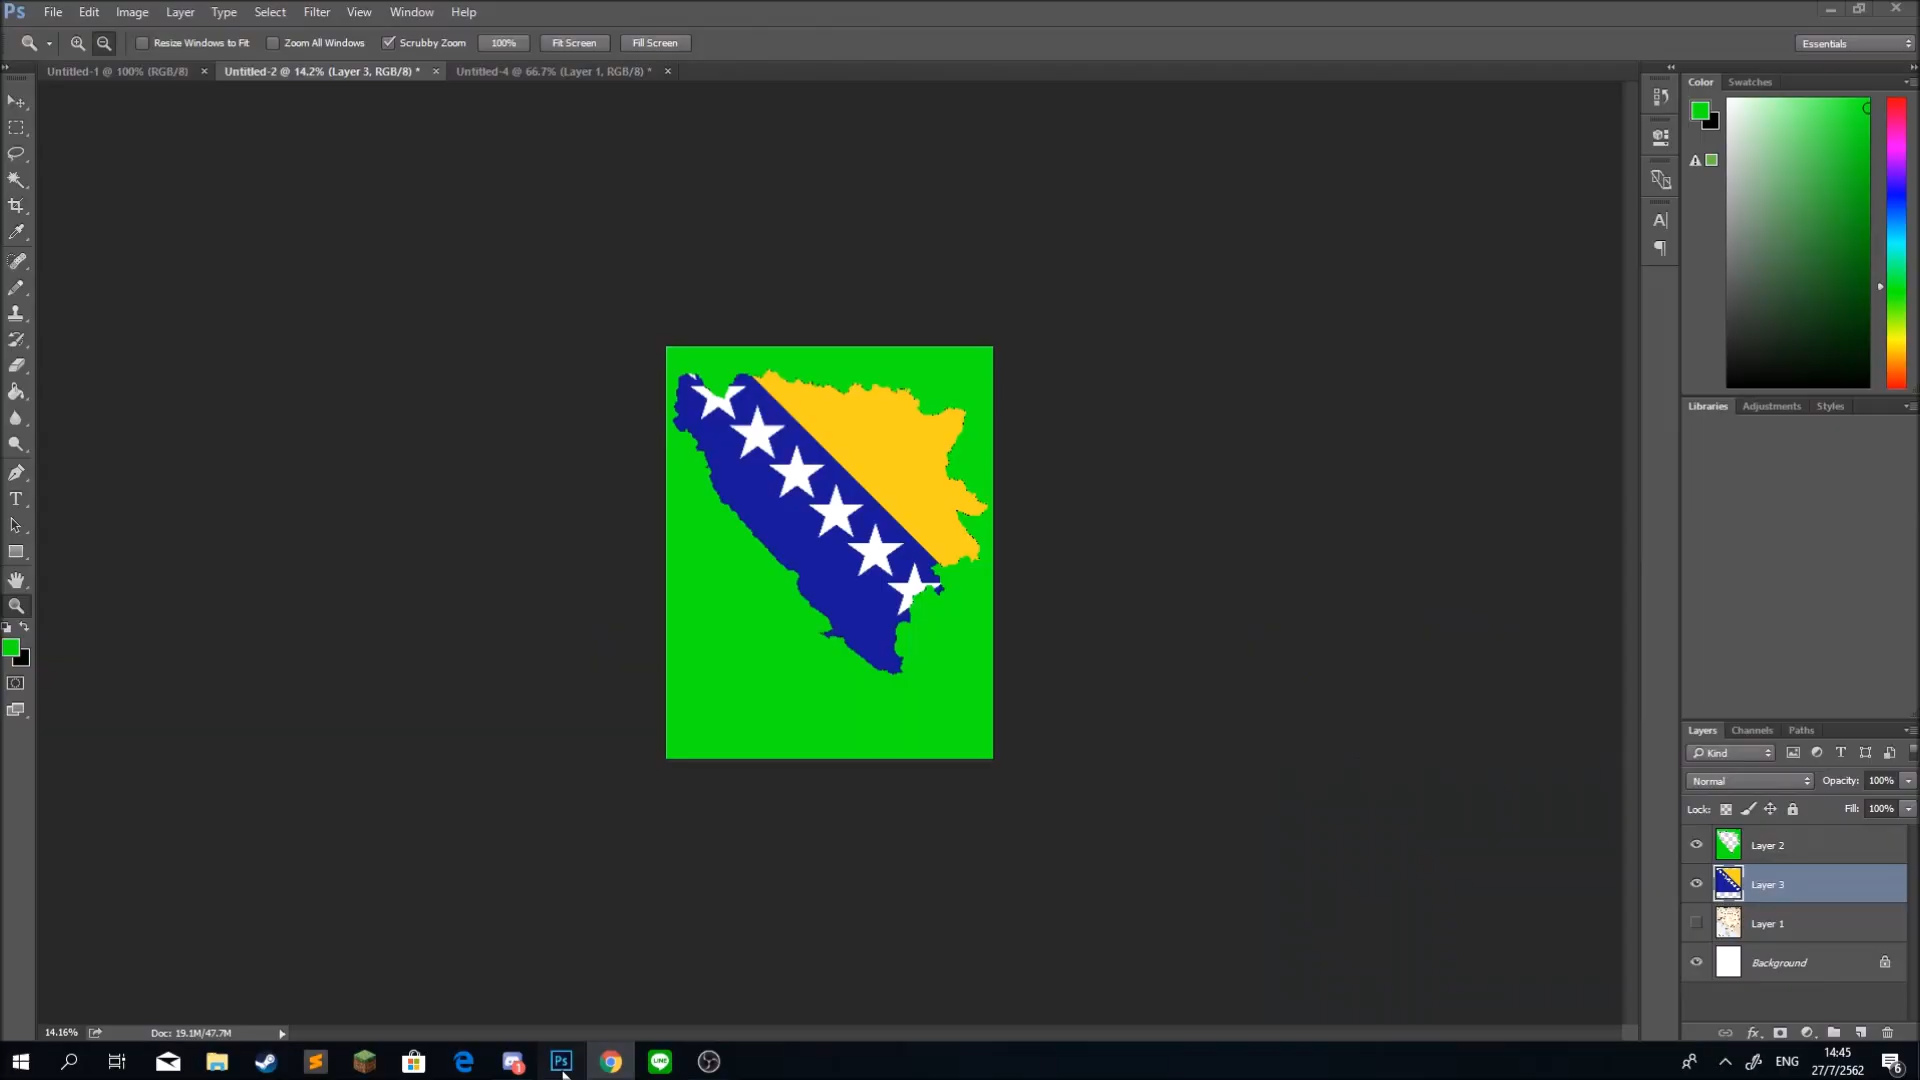 Ps File Edit Image Layer Type Select Filter View Window Help
Resize Windows to Fit Zoom All Windows Scrubby Zoom 100% Fit Screen Fill Screen Essentials
Untitled-1 @ 100% (RGB/8) × Untitled-2 @ 14.2% (Layer 3, RGB/8) * × Untitled-4 @ 66.7% (Layer 1, RGB/8) * ×
Color Swatches
Libraries Adjustments Styles
Layers Channels Paths
Kind
Normal Opacity: 100%
Lock: Fill: 100%
Layer 2
Layer 3
Layer 1
Background
14.16% Doc: 19.1M/47.7M
Ps LINE ENG 14:45
27/7/2562 6